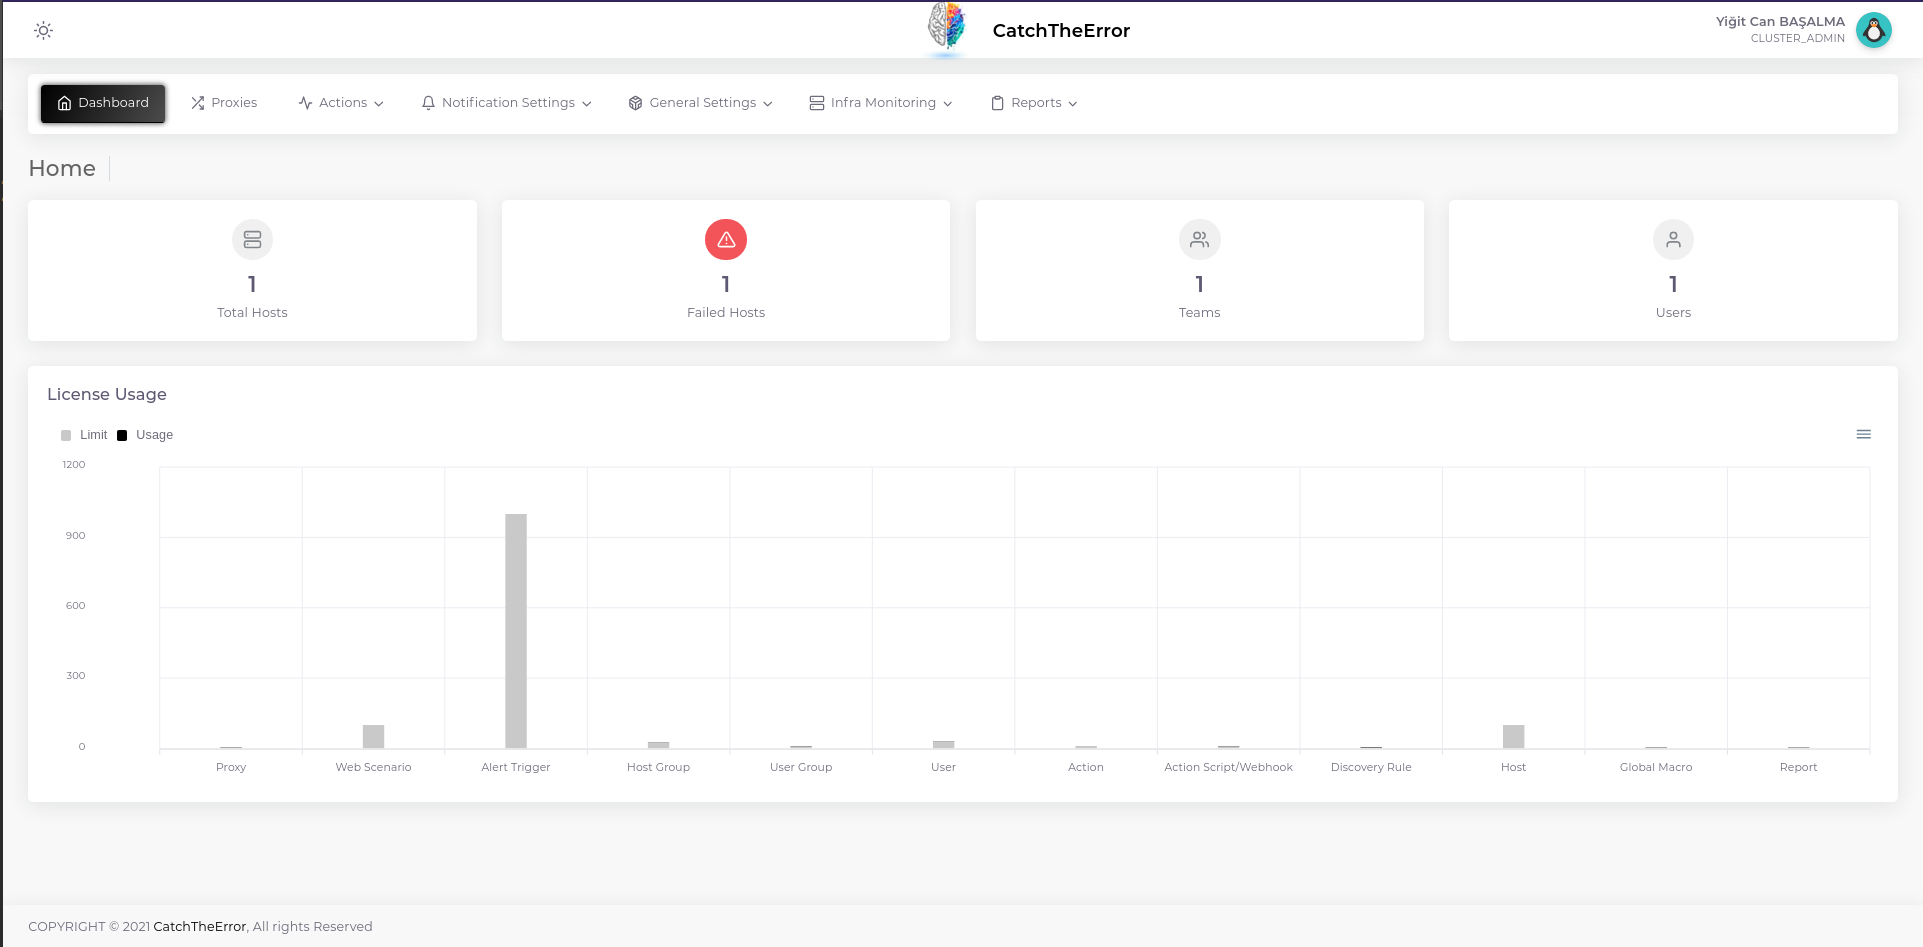 CatchTheError
Yiğit Can BAŞALMA
CLUSTER_ADMIN
Dashboard Proxies Actions Notification Settings General Settings Infra Monitoring Reports
Home
1 1 1 1
Total Hosts Failed Hosts Teams Users
License Usage
Limit Usage
1200
900
600
300
0
Proxy Web Scenario Alert Trigger Host Group User Group User Action Action Script/Webhook Discovery Rule Host Global Macro Report
COPYRIGHT © 2021 CatchTheError, All rights Reserved